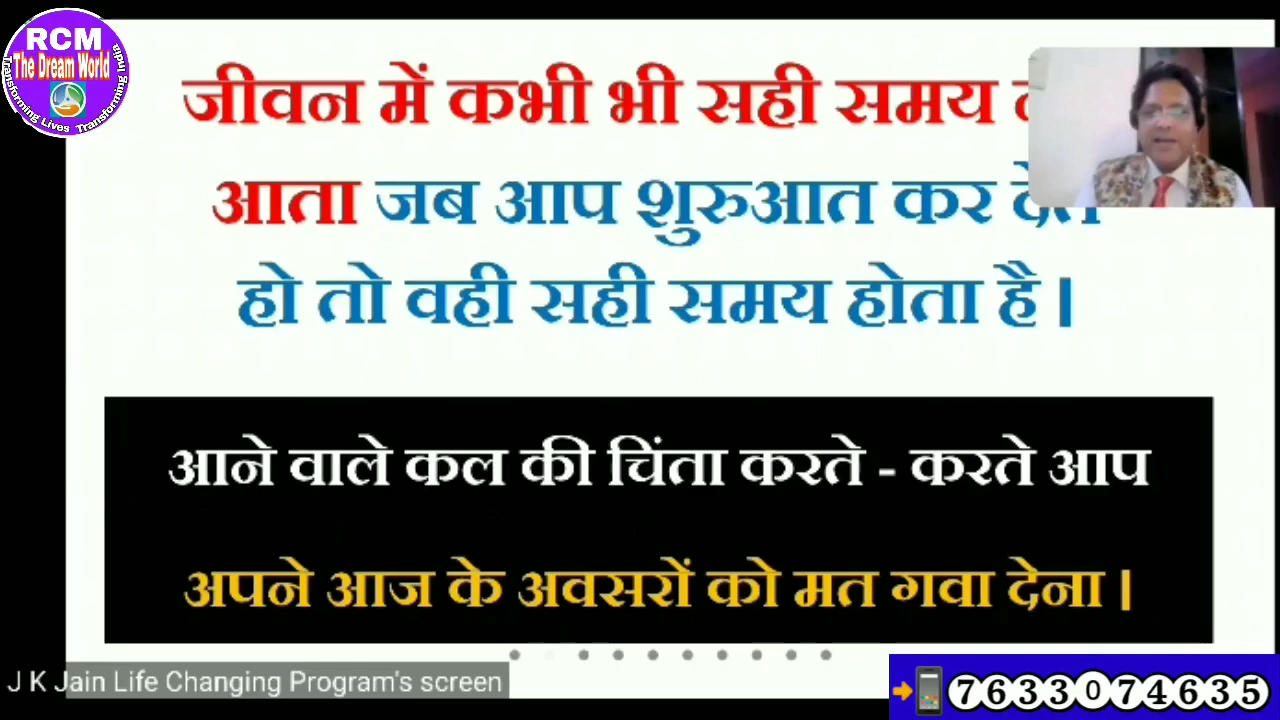 RCM
The Dream World
Transforming Lives Transforming India
जीवन में कभी भी सही समय
आता जब आप शुरुआत कर
हो तो वही सही समय होता है |
आने वाले कल की चिंता करते - करते आप
अपने आज के अवसरों को मत गवा देना |
J K Jain Life Changing Program's screen
7633074635